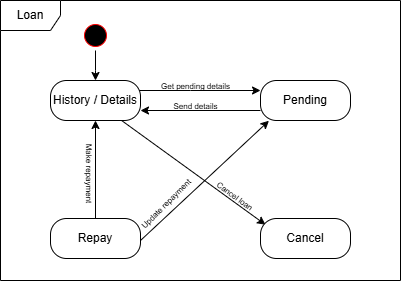 Loan
Get pending details
History / Details
Pending
Send details
Make repayment
Update repayment
Cancel loan
Repay
Cancel